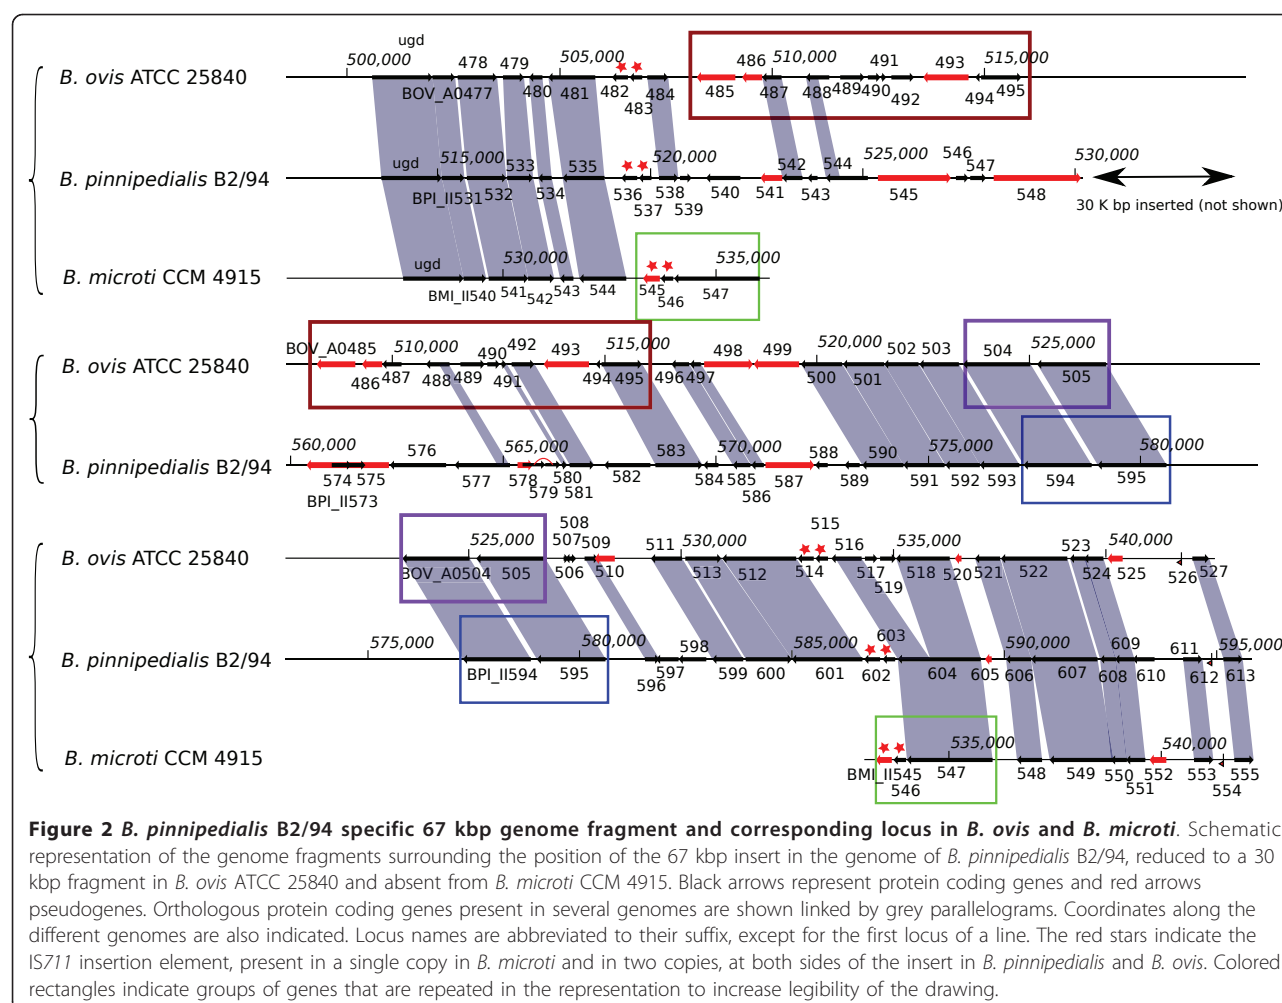 ugd
500,000 478 479 505,000 486 510,000 491 493 515,000
B. ovis ATCC 25840
BOV_A0477 480 481 482 483 484 485 487 488 489 490 492 494 495
ugd 515,000 533 535 520,000 542 544 525,000 546 547 530,000
B. pinnipedialis B2/94
BPI_II531 532 534 536 537 538 539 540 541 543 545 548
30 K bp inserted (not shown)
ugd 530,000 535,000
B. microti CCM 4915
BMI_II540 541 542 543 544 545 546 547
BOV_A0485 510,000 490 492 493 515,000 498 499 520,000 502 503 504 525,000
B. ovis ATCC 25840
486 487 488 489 491 494 495 496 497 500 501 505
560,000 576 565,000 583 570,000 588 590 575,000 580,000
B. pinnipedialis B2/94
574 575 577 578 579 580 581 582 584 585 586 587 589 591 592 593 594 595
BPI_II573
508 515
525,000 507 509 511 530,000 516 535,000 523 540,000
B. ovis ATCC 25840
BOV_A0504 505 506 510 513 512 514 517 519 518 520 521 522 524 525 526 527
575,000 580,000 598 585,000 603 590,000 609 611 595,000
B. pinnipedialis B2/94
BPI_II594 595 596 597 599 600 601 602 604 605 606 607 608 610 612 613
535,000 540,000
B. microti CCM 4915
BMI_II545 546 547 548 549 550 551 552 553 554 555
Figure 2 B. pinnipedialis B2/94 specific 67 kbp genome fragment and corresponding locus in B. ovis and B. microti. Schematic
representation of the genome fragments surrounding the position of the 67 kbp insert in the genome of B. pinnipedialis B2/94, reduced to a 30
kbp fragment in B. ovis ATCC 25840 and absent from B. microti CCM 4915. Black arrows represent protein coding genes and red arrows
pseudogenes. Orthologous protein coding genes present in several genomes are shown linked by grey parallelograms. Coordinates along the
different genomes are also indicated. Locus names are abbreviated to their suffix, except for the first locus of a line. The red stars indicate the
IS711 insertion element, present in a single copy in B. microti and in two copies, at both sides of the insert in B. pinnipedialis and B. ovis. Colored
rectangles indicate groups of genes that are repeated in the representation to increase legibility of the drawing.